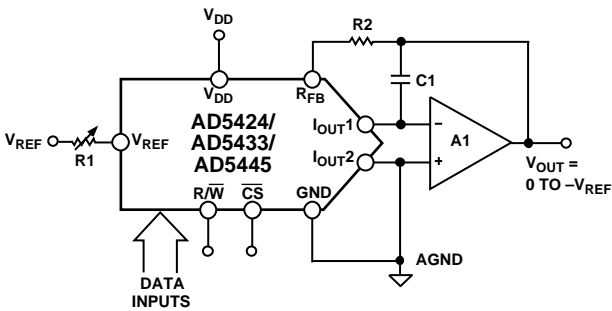 VDD
R2
C1
VDD
RFB
VREF
R1
VREF
AD5424/
AD5433/
AD5445
IOUT1
IOUT2
–
+
A1
VOUT =
0 TO –VREF
R/W̅
C̅S̅
GND
AGND
DATA
INPUTS